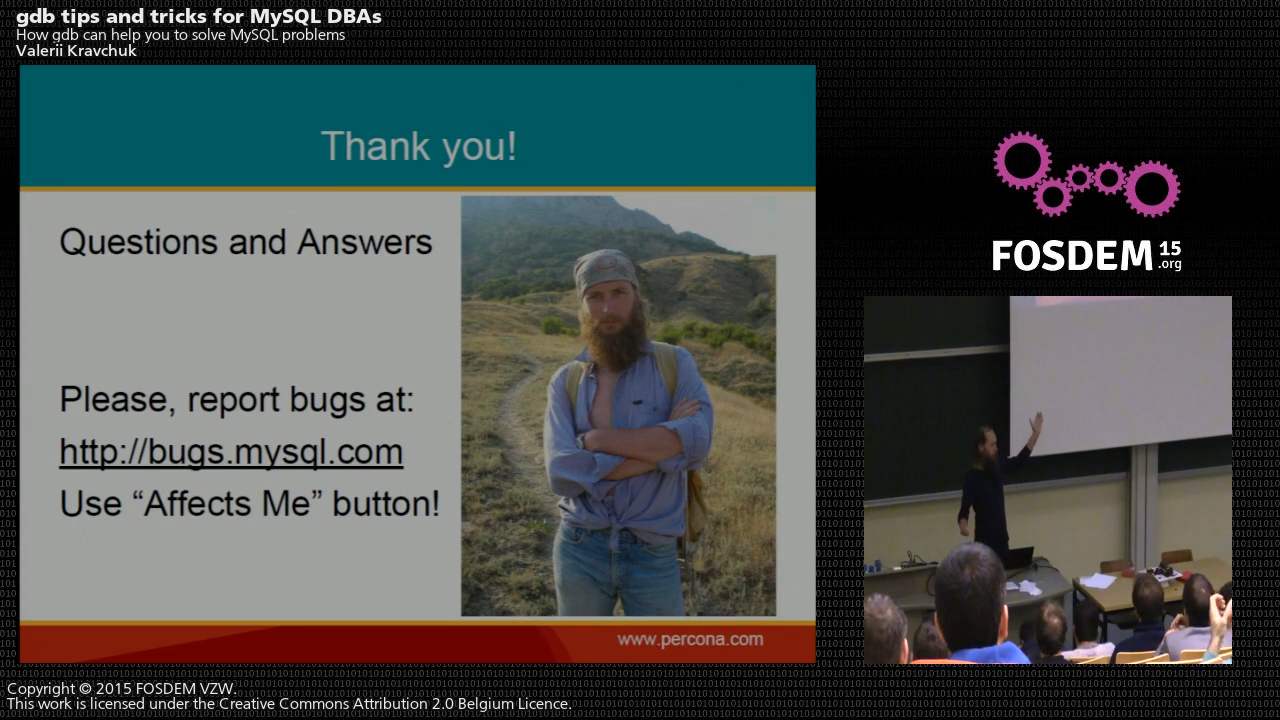 gdb tips and tricks for MySQL DBAs
How gdb can help you to solve MySQL problems
Valerii Kravchuk
Thank you!
Questions and Answers
Please, report bugs at:
http://bugs.mysql.com
Use “Affects Me” button!
www.percona.com
FOSDEM 15
.org
Copyright © 2015 FOSDEM VZW.
This work is licensed under the Creative Commons Attribution 2.0 Belgium Licence.